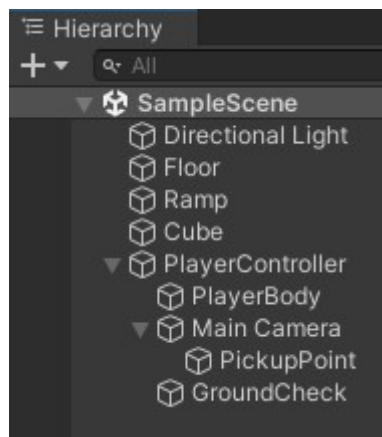 Hierarchy
All
SampleScene
Directional Light
Floor
Ramp
Cube
PlayerController
PlayerBody
Main Camera
PickupPoint
GroundCheck